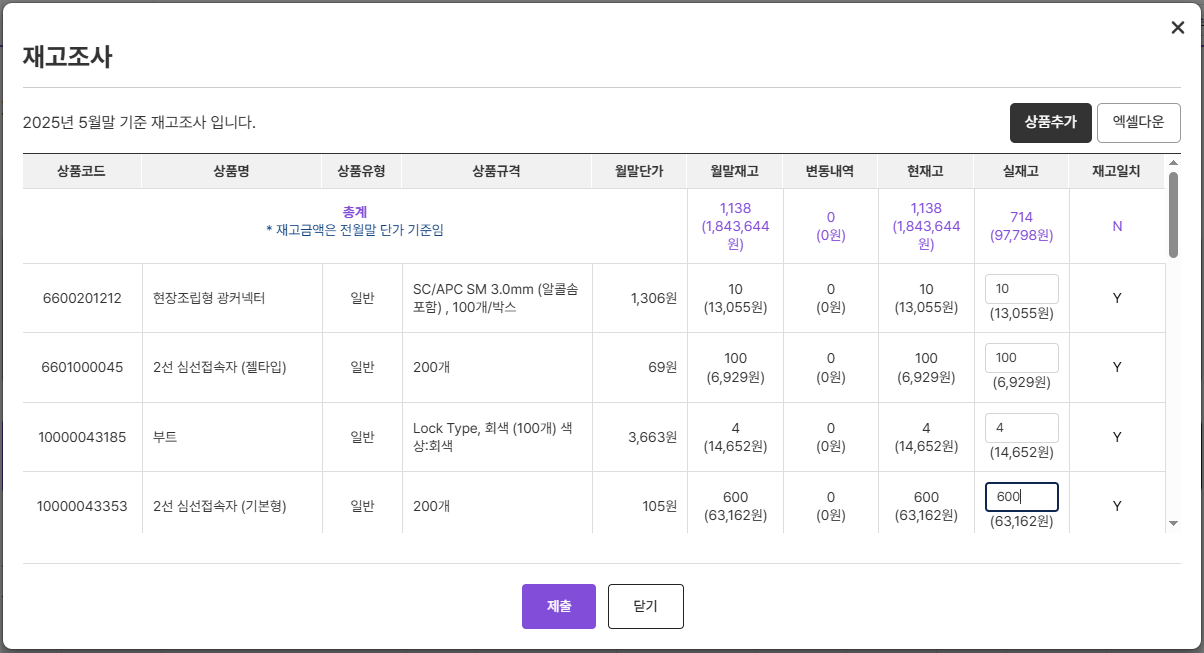 재고조사
2025년 5월말 기준 재고조사 입니다.
상품추가 엑셀다운
상품코드 상품명 상품유형 상품규격 월말단가 월말재고 변동내역 현재고 실재고 재고일치
총계
* 재고금액은 전월말 단가 기준임
1,138
(1,843,644
원)
0
(0원)
1,138
(1,843,644
원)
714
(97,798원)
N
6600201212
현장조립형 광커넥터
일반
SC/APC SM 3.0mm (알콜솜
포함) , 100개/박스
1,306원
10
(13,055원)
0
(0원)
10
(13,055원)
10
(13,055원)
Y
6601000045
2선 심선접속자 (젤타입)
일반
200개
69원
100
(6,929원)
0
(0원)
100
(6,929원)
100
(6,929원)
Y
10000043185
부트
일반
Lock Type, 회색 (100개) 색
상:회색
3,663원
4
(14,652원)
0
(0원)
4
(14,652원)
4
(14,652원)
Y
10000043353
2선 심선접속자 (기본형)
일반
200개
105원
600
(63,162원)
0
(0원)
600
(63,162원)
600
(63,162원)
Y
제출 닫기